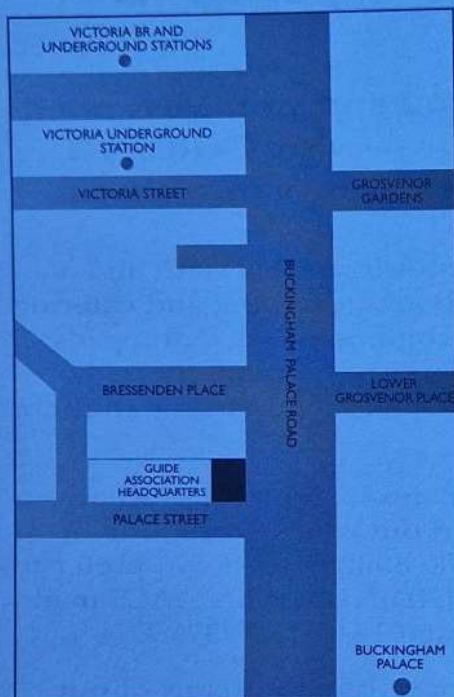 VICTORIA BR AND
UNDERGROUND STATIONS
VICTORIA UNDERGROUND
STATION
VICTORIA STREET
GROSVENOR
GARDENS
BUCKINGHAM PALACE ROAD
BRESSENDEN PLACE
LOWER
GROSVENOR PLACE
GUIDE
ASSOCIATION
HEADQUARTERS
PALACE STREET
BUCKINGHAM
PALACE